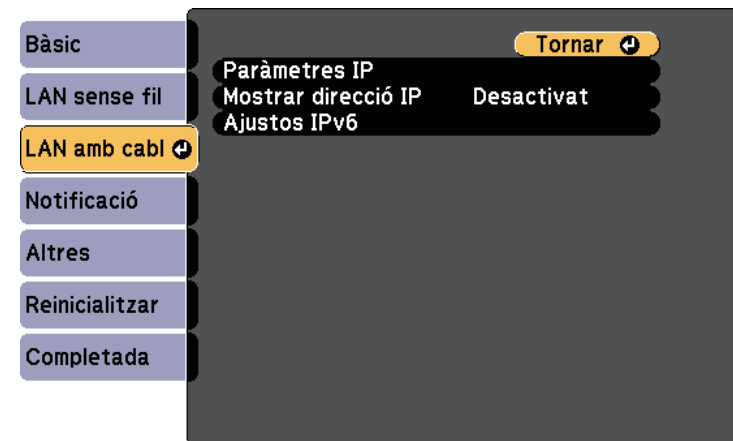 Bàsic
LAN sense fil
LAN amb cabl
Notificació
Altres
Reinicialitzar
Completada
Tornar
Paràmetres IP
Mostrar direcció IP Desactivat
Ajustos IPv6